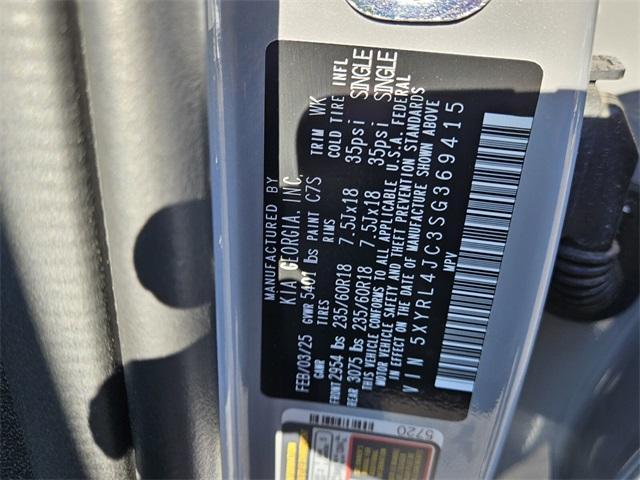 MANUFACTURED BY
KIA GEORGIA, INC.
FEB/03/25 GVWR 5401 lbs PAINT C7S TRIM WK
GAWR TIRES RIMS COLD TIRE INFL
FRONT 2954 lbs 235/60R18 7.5Jx18 35psi SINGLE
REAR 3075 lbs 235/60R18 7.5Jx18 35psi SINGLE
THIS VEHICLE CONFORMS TO ALL APPLICABLE U.S.A. FEDERAL
MOTOR VEHICLE SAFETY AND THEFT PREVENTION STANDARDS
IN EFFECT ON THE DATE OF MANUFACTURE SHOWN ABOVE
VIN 5XYRL4JC3SG369415
MPV
5720